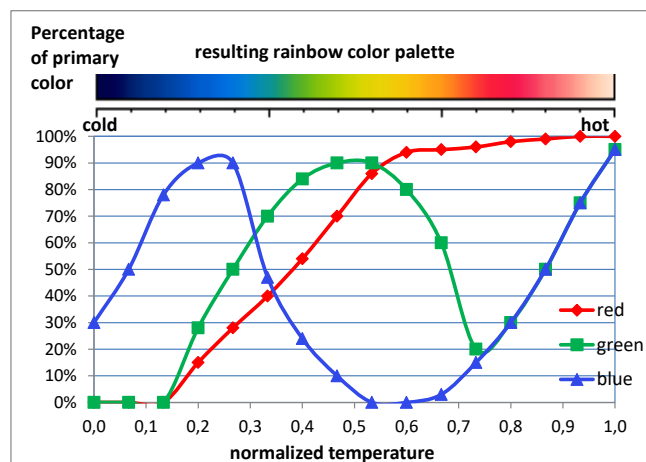 Percentage
of primary
color
resulting rainbow color palette
cold
hot
100%
90%
80%
70%
60%
50%
40%
30%
20%
10%
0%
red
green
blue
0,0 0,1 0,2 0,3 0,4 0,5 0,6 0,7 0,8 0,9 1,0
normalized temperature